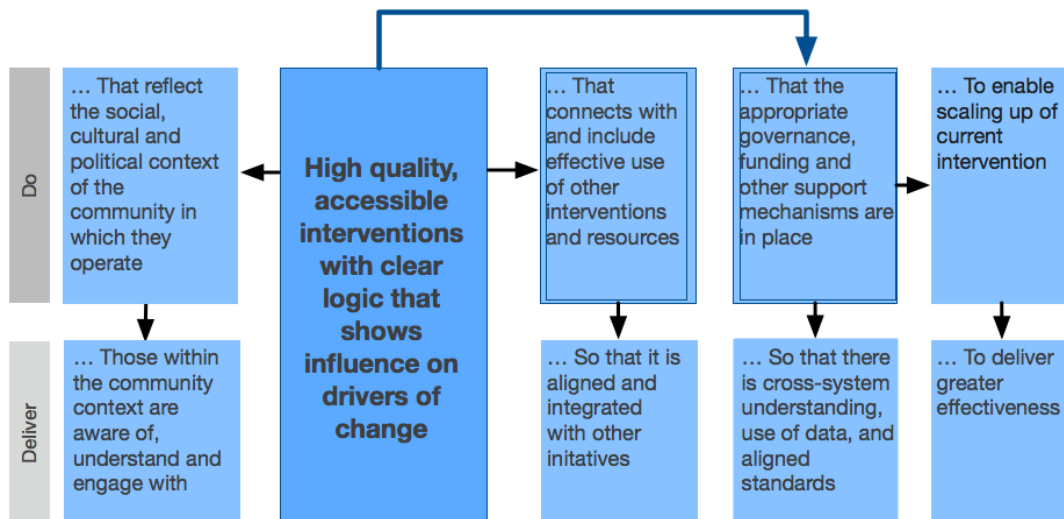 Do
… That reflect
the social,
cultural and
political context
of the
community in
which they
operate
High quality,
accessible
interventions
with clear
logic that
shows
influence on
drivers of
change
… That
connects with
and include
effective use
of other
interventions
and resources
… That the
appropriate
governance,
funding and
other support
mechanisms are
in place
… To enable
scaling up of
current
intervention
Deliver
… Those within
the community
context are
aware of,
understand and
engage with
… So that it is
aligned and
integrated
with other
initatives
… So that there
is cross-system
understanding,
use of data, and
aligned
standards
… To deliver
greater
effectiveness